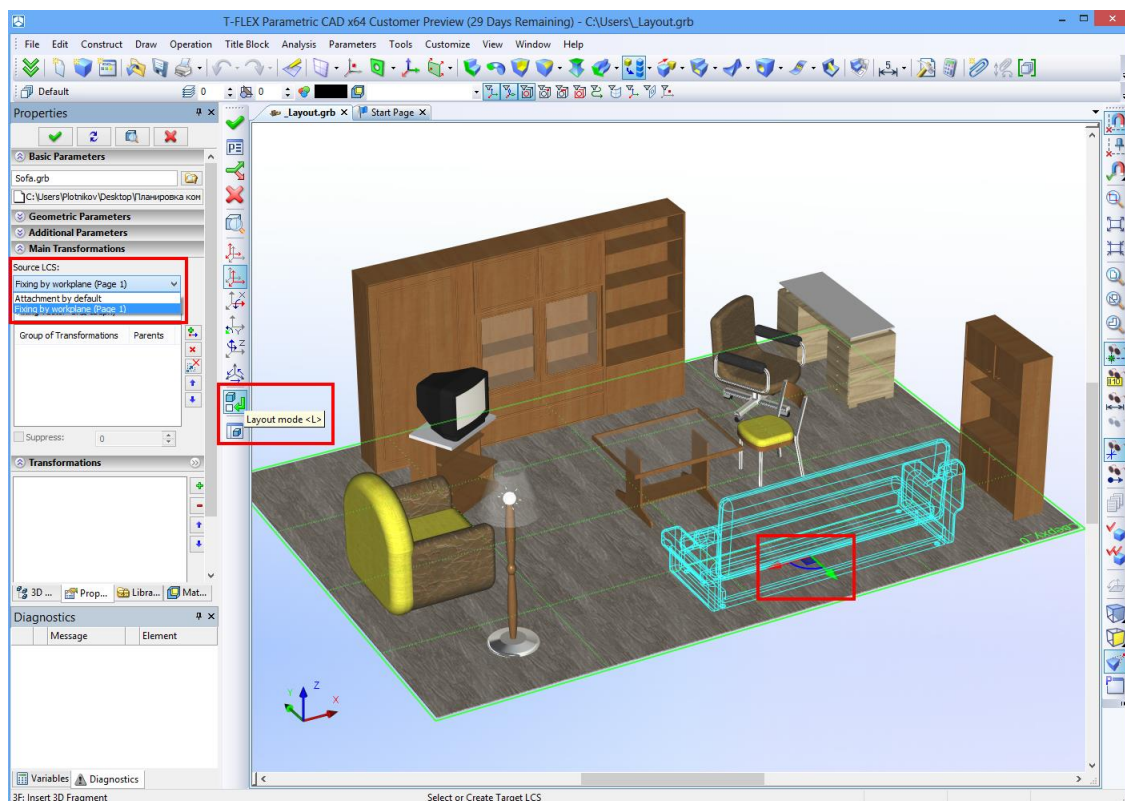 T-FLEX Parametric CAD x64 Customer Preview (29 Days Remaining) - C:\Users\_Layout.grb
File Edit Construct Draw Operation Title Block Analysis Parameters Tools Customize View Window Help
Default 0 0
Properties
_Layout.grb Start Page
Basic Parameters
Sofa.grb
C:\Users\Plotnikov\Desktop\Планировка ком
Geometric Parameters
Additional Parameters
Main Transformations
Source LCS:
Fixing by workplane (Page 1)
Attachment by default
Fixing by workplane (Page 1)
Group of Transformations Parents
Layout mode <L>
Suppress: 0
Transformations
3D ... Prop... Libra... Mat...
Diagnostics
Message Element
Z
Y X
Variables Diagnostics
3F: Insert 3D Fragment Select or Create Target LCS